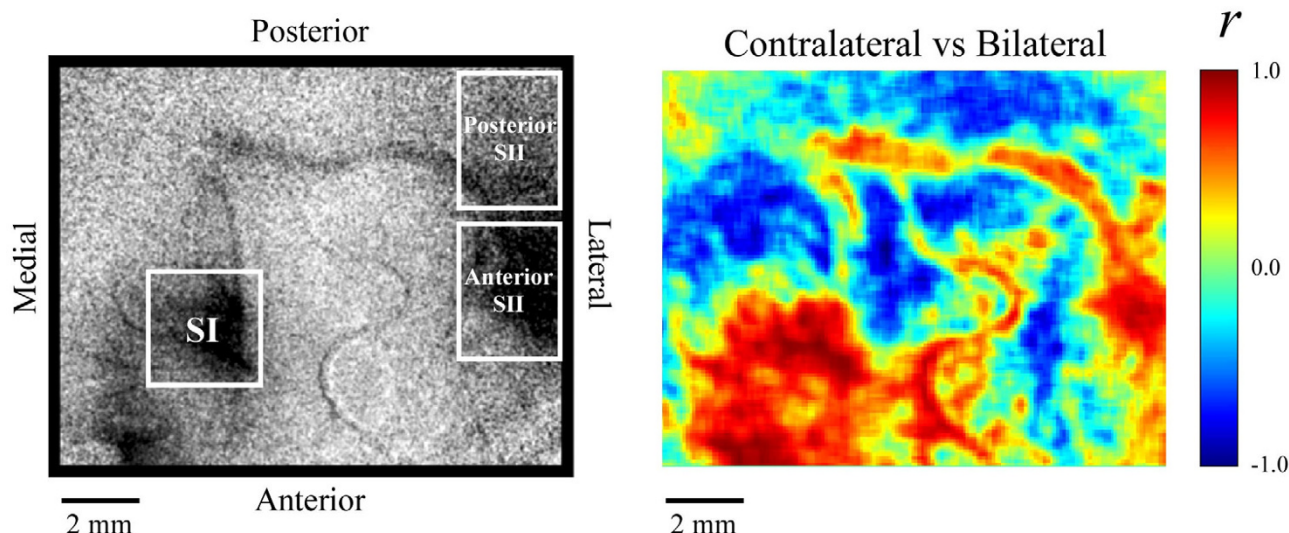 Posterior
Medial
Posterior
SII
Anterior
SII
SI
Lateral
Anterior
2 mm
Contralateral vs Bilateral
r
1.0
0.0
-1.0
2 mm